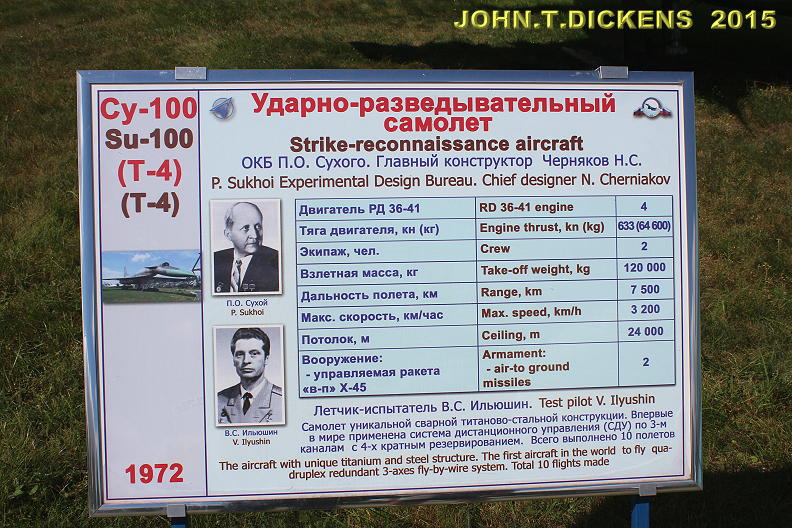 JOHN.T.DICKENS 2015
Су-100
Su-100
(Т-4)
(T-4)
Ударно-разведывательный
самолет
Strike-reconnaissance aircraft
ОКБ П.О. Сухого. Главный конструктор Черняков Н.С.
P. Sukhoi Experimental Design Bureau. Chief designer N. Cherniakov
П.О. Сухой
P. Sukhoi
В.С. Ильюшин
V. Ilyushin
Двигатель РД 36-41 RD 36-41 engine 4
Тяга двигателя, кн (кг) Engine thrust, kn (kg) 633 (64 600)
Экипаж, чел. Crew 2
Взлетная масса, кг Take-off weight, kg 120 000
Дальность полета, км Range, km 7 500
Макс. скорость, км/час Max. speed, km/h 3 200
Потолок, м Ceiling, m 24 000
Вооружение: Armament:
- управляемая ракета - air-to ground 2
«в-п» Х-45 missiles
Летчик-испытатель В.С. Ильюшин. Test pilot V. Ilyushin
Самолет уникальной сварной титаново-стальной конструкции. Впервые
в мире применена система дистанционного управления (СДУ) по 3-м
каналам с 4-х кратным резервированием. Всего выполнено 10 полетов
The aircraft with unique titanium and steel structure. The first aircraft in the world to fly qua-
druplex redundant 3-axes fly-by-wire system. Total 10 flights made
1972